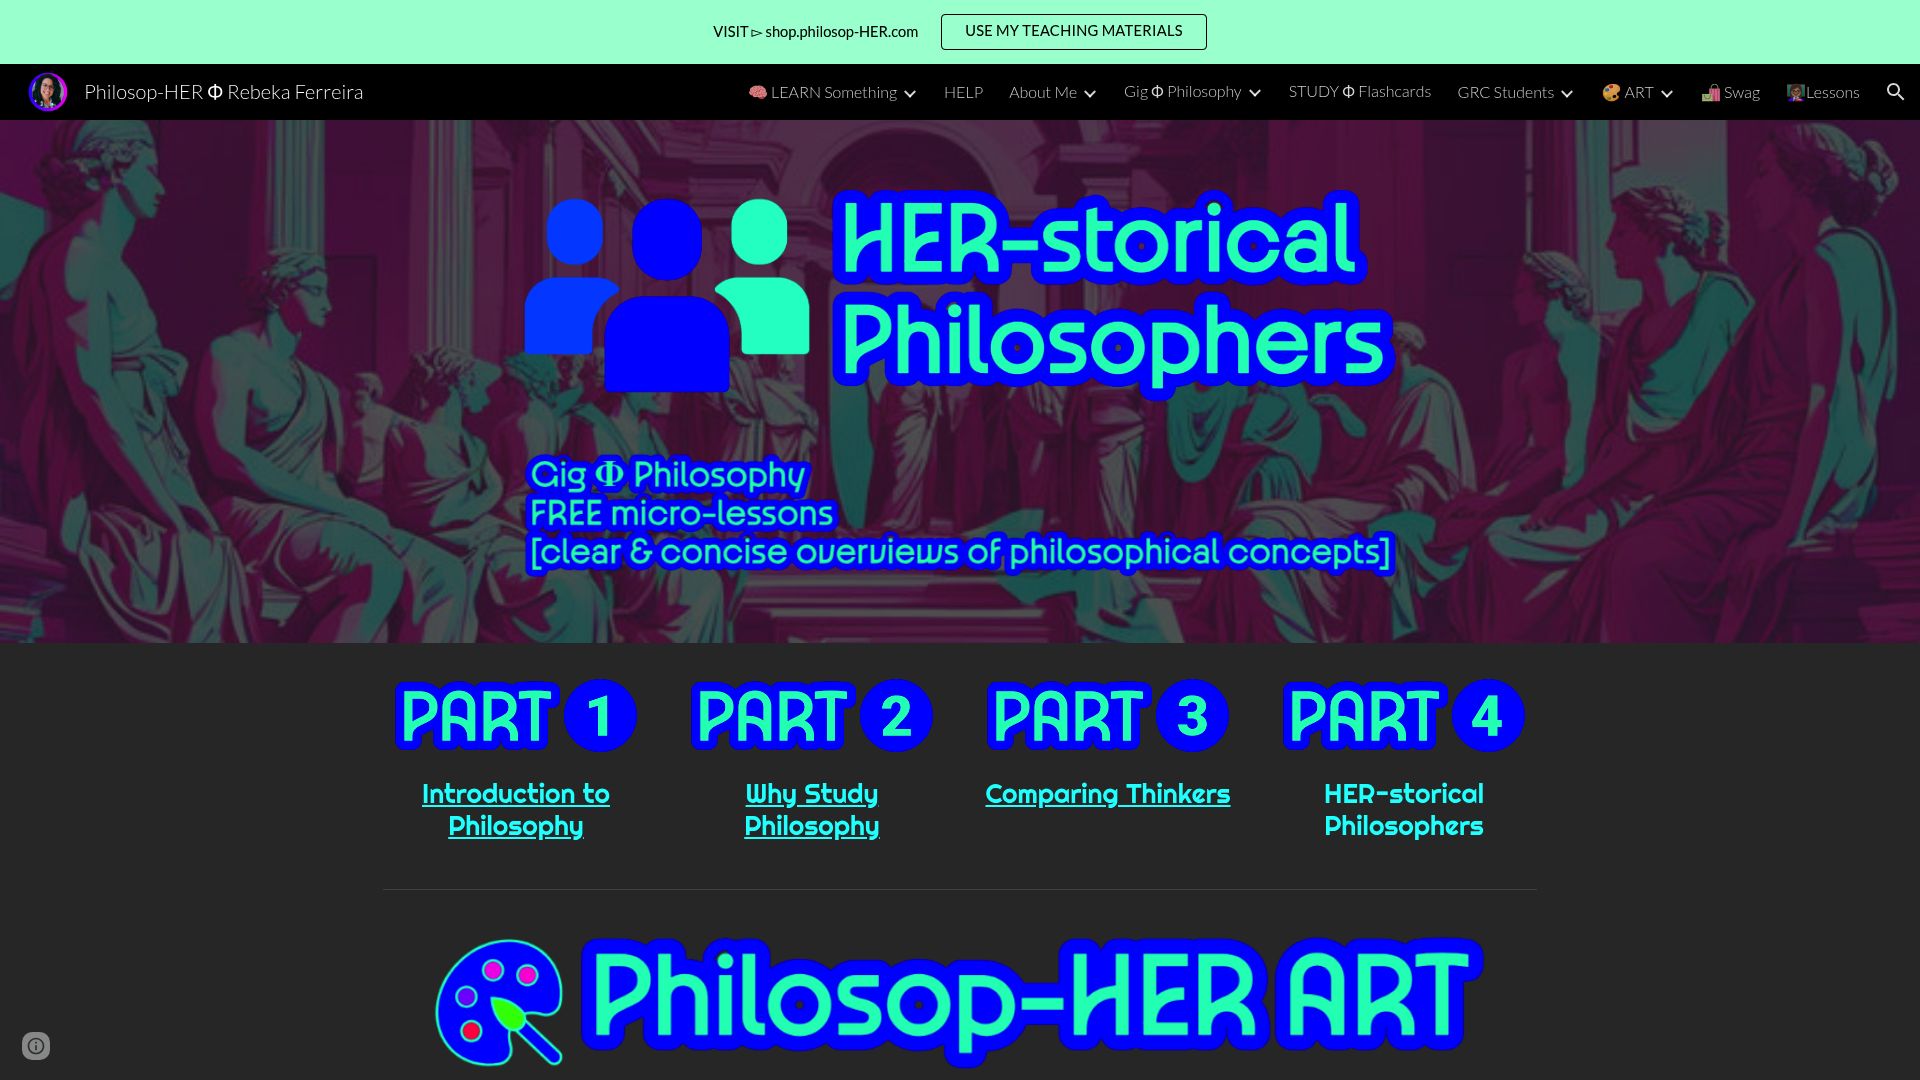 VISIT ▻ shop.philosop-HER.com
USE MY TEACHING MATERIALS
Philosop-HER Φ Rebeka Ferreira
🧠 LEARN Something
HELP
About Me
Gig Φ Philosophy
STUDY Φ Flashcards
GRC Students
🎨 ART
🛍️ Swag
👩🏽‍🏫Lessons
HER-storical
Philosophers
Gig Φ Philosophy
FREE micro-lessons
[clear & concise overviews of philosophical concepts]
PART 1
PART 2
PART 3
PART 4
Introduction to
Philosophy
Why Study
Philosophy
Comparing Thinkers
HER-storical
Philosophers
Philosop-HER ART